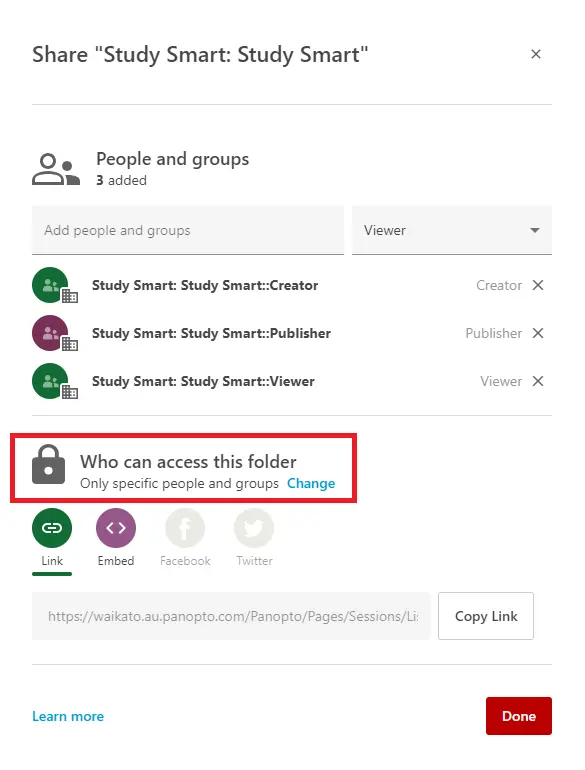 Share "Study Smart: Study Smart"
People and groups
3 added
Add people and groups
Viewer
Study Smart: Study Smart::Creator
Creator
Study Smart: Study Smart::Publisher
Publisher
Study Smart: Study Smart::Viewer
Viewer
Who can access this folder
Only specific people and groups Change
Link
Embed
Facebook
Twitter
https://waikato.au.panopto.com/Panopto/Pages/Sessions/Lis
Copy Link
Learn more
Done